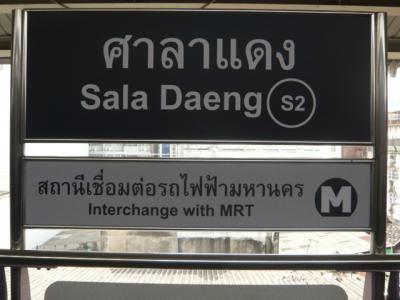 ศาลาแดง
Sala Daeng S2
สถานีเชื่อมต่อรถไฟฟ้ามหานคร
Interchange with MRT M